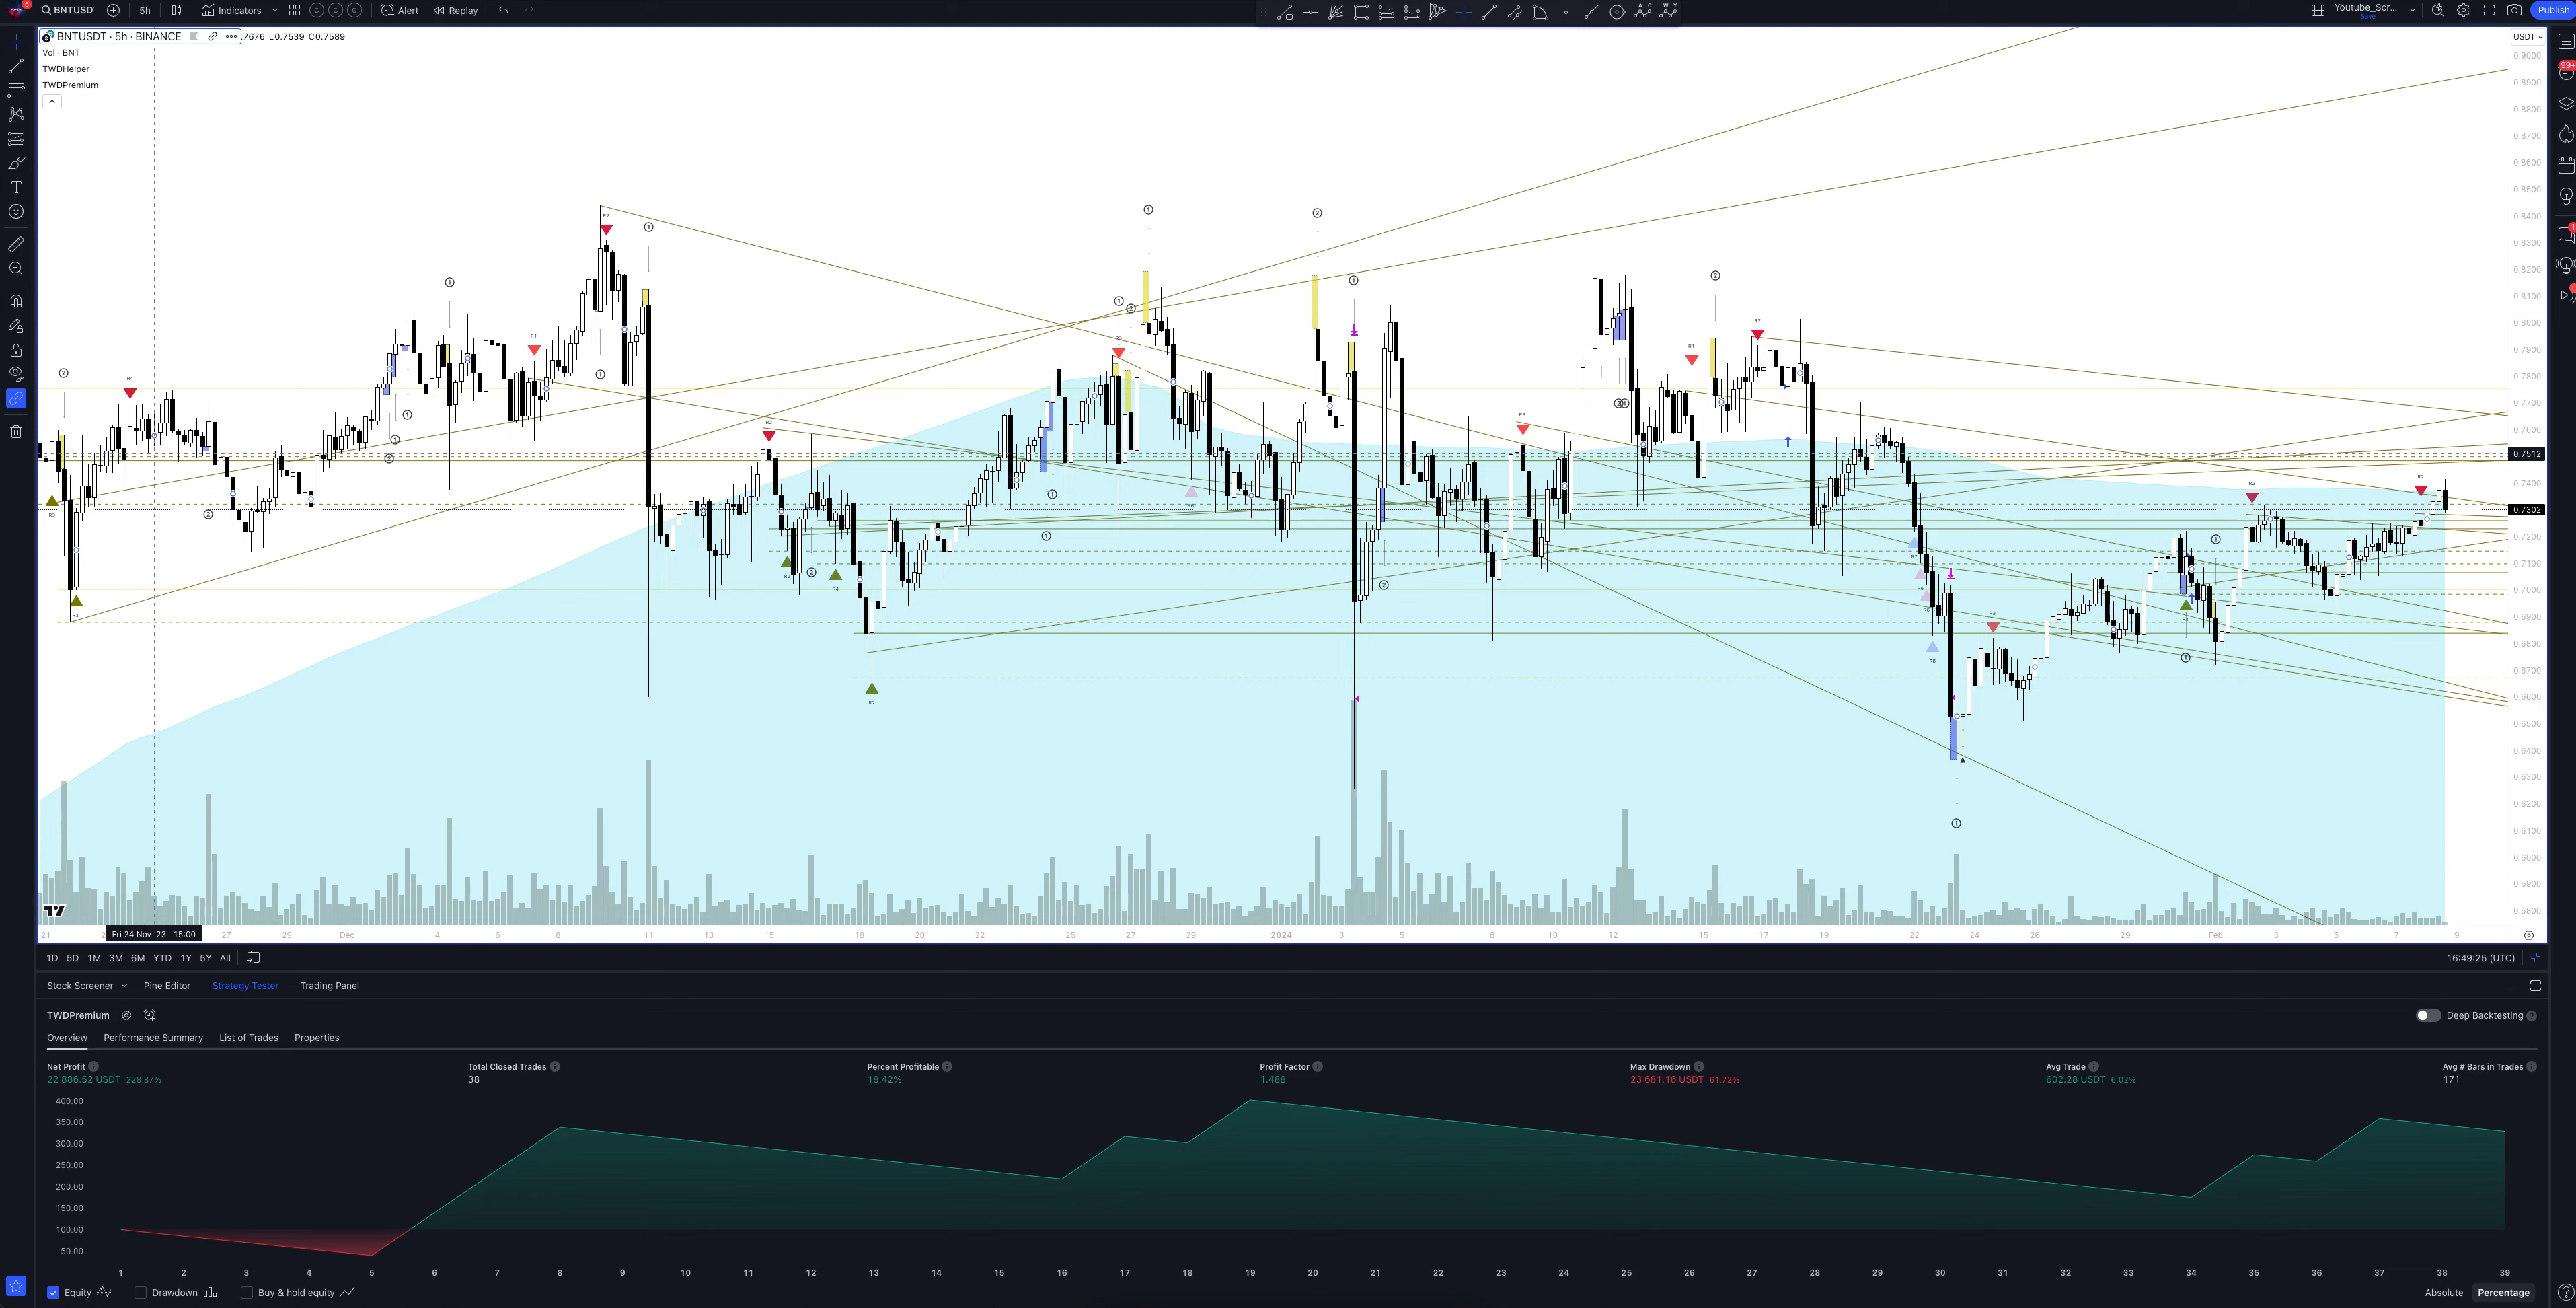 5
BNTUSD
5h
Indicators
C C C
Alert
Replay
Youtube_Scr...
Save
Publish
BNTUSDT · 5h · BINANCE
.7676 L0.7539 C0.7589
Vol · BNT
TWDHelper
TWDPremium
USDT
0.9000
0.8900
0.8800
0.8700
0.8600
0.8500
0.8400
0.8300
0.8200
0.8100
0.8000
0.7900
0.7800
0.7700
0.7600
0.7512
0.7400
0.7302
0.7200
0.7100
0.7000
0.6900
0.6800
0.6700
0.6600
0.6500
0.6400
0.6300
0.6200
0.6100
0.6000
0.5900
0.5800
99+
21 Fri 24 Nov '23 15:00 27 29 Dec 4 6 8 11 13 15 18 20 22 25 27 29 2024 3 5 8 10 12 15 17 19 22 24 26 29 Feb 3 5 7 9
1D 5D 1M 3M 6M YTD 1Y 5Y All
16:49:25 (UTC)
Stock Screener Pine Editor Strategy Tester Trading Panel
TWDPremium
Deep Backtesting
Overview Performance Summary List of Trades Properties
Net Profit
22 886.52 USDT 228.87%
Total Closed Trades
38
Percent Profitable
18.42%
Profit Factor
1.488
Max Drawdown
23 681.16 USDT 61.72%
Avg Trade
602.28 USDT 6.02%
Avg # Bars in Trades
171
400.00
350.00
300.00
250.00
200.00
150.00
100.00
50.00
1 2 3 4 5 6 7 8 9 10 11 12 13 14 15 16 17 18 19 20 21 22 23 24 25 26 27 28 29 30 31 32 33 34 35 36 37 38 39
Equity Drawdown Buy & hold equity
Absolute Percentage